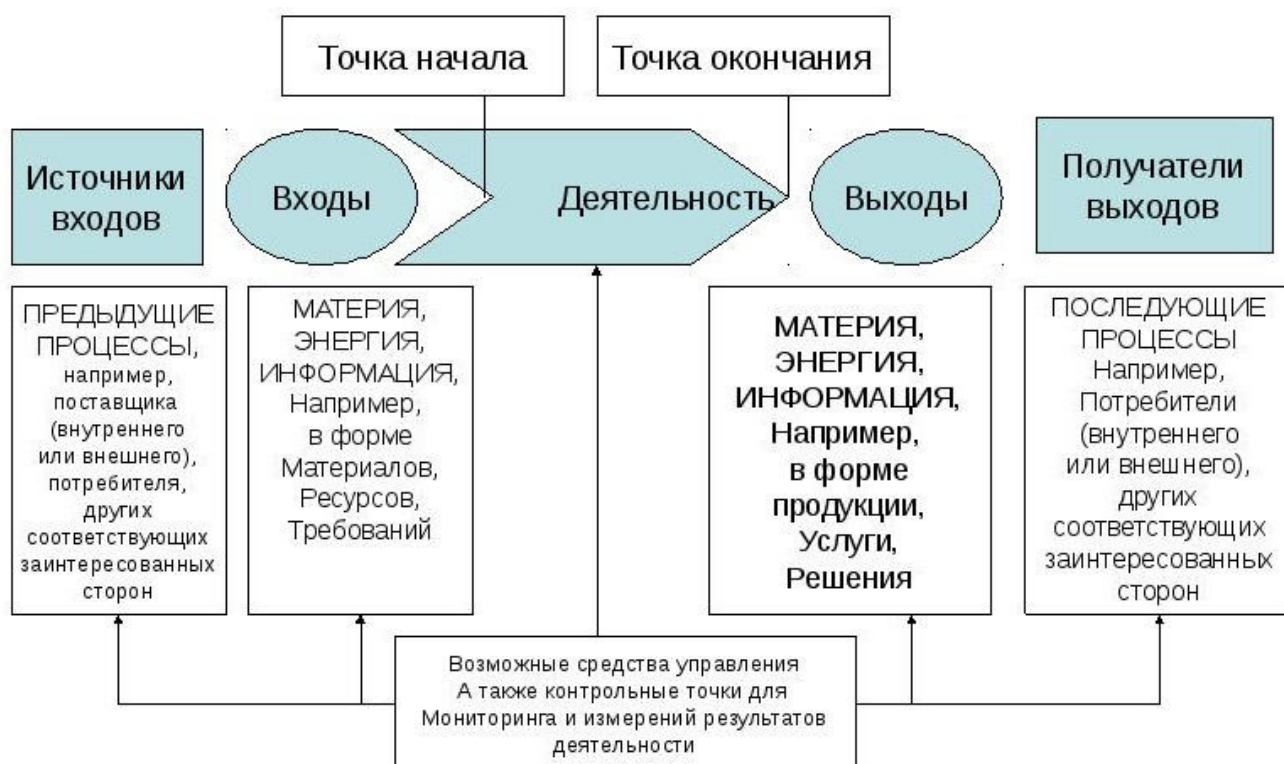 Точка начала
Точка окончания
Источники
входов
Входы
Деятельность
Выходы
Получатели
выходов
ПРЕДЫДУЩИЕ
ПРОЦЕССЫ,
например,
поставщика
(внутреннего
или внешнего),
потребителя,
других
соответствующих
заинтересованных
сторон
МАТЕРИЯ,
ЭНЕРГИЯ,
ИНФОРМАЦИЯ,
Например,
в форме
Материалов,
Ресурсов,
Требований
МАТЕРИЯ,
ЭНЕРГИЯ,
ИНФОРМАЦИЯ,
Например,
в форме
продукции,
Услуги,
Решения
ПОСЛЕДУЮЩИЕ
ПРОЦЕССЫ
Например,
Потребители
(внутреннего
или внешнего),
других
соответствующих
заинтересованных
сторон
Возможные средства управления
А также контрольные точки для
Мониторинга и измерений результатов
деятельности